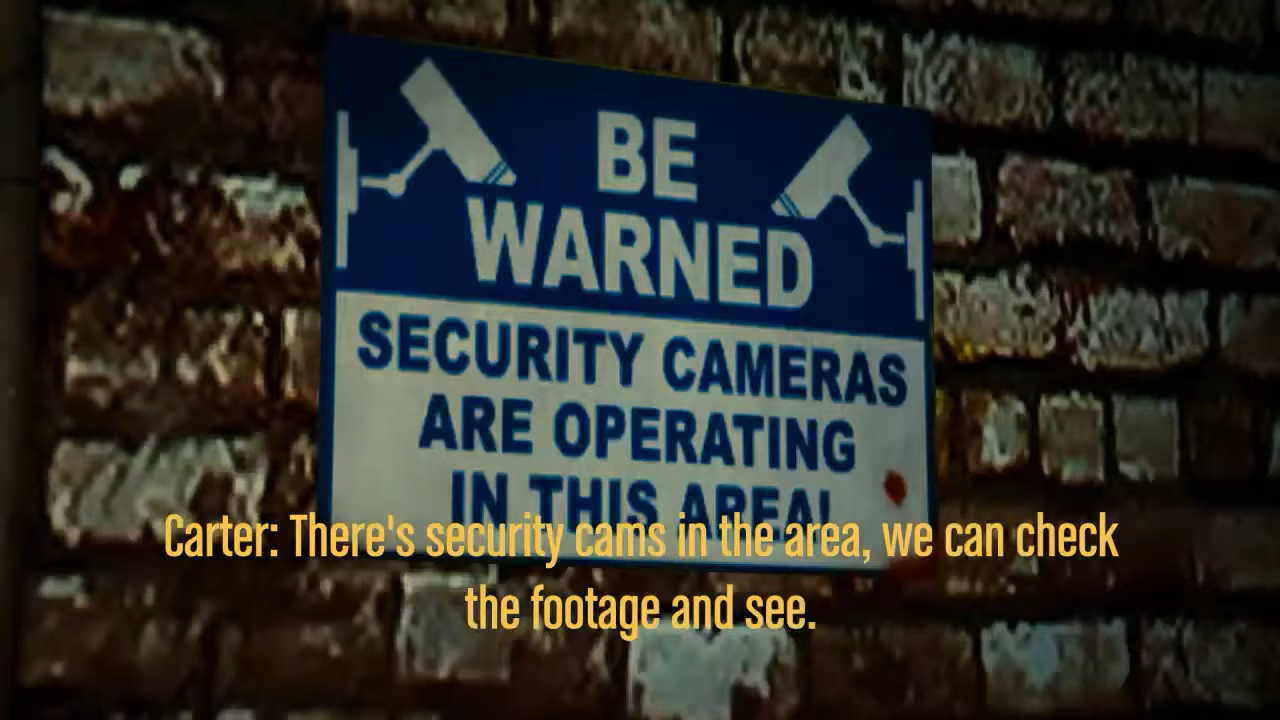 BE
WARNED
SECURITY CAMERAS
ARE OPERATING
IN THIS AREA!
Carter: There's security cams in the area, we can check
the footage and see.